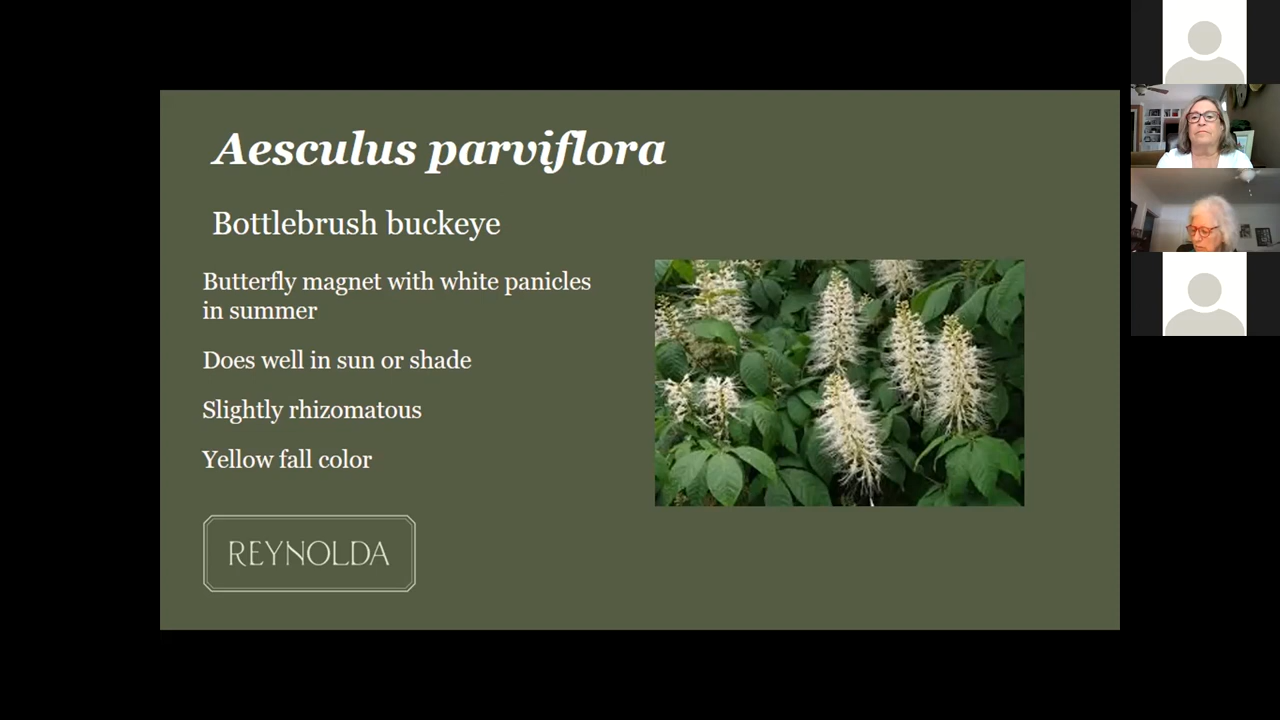 Aesculus parviflora
Bottlebrush buckeye
Butterfly magnet with white panicles
in summer
Does well in sun or shade
Slightly rhizomatous
Yellow fall color
REYNOLDA